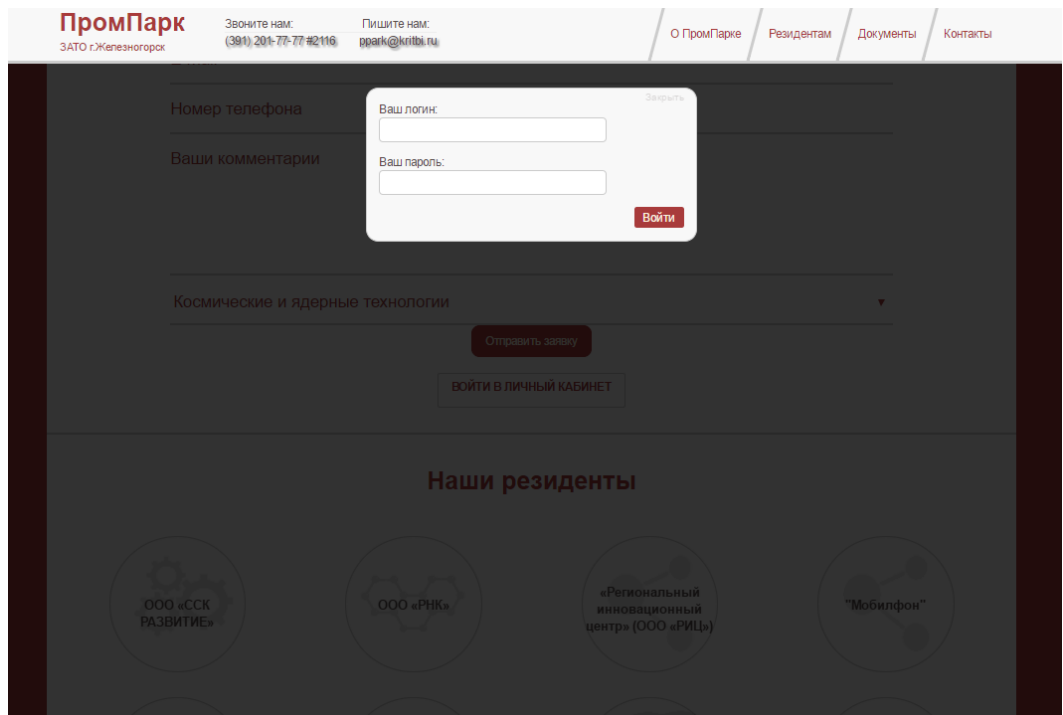 ПромПарк
ЗАТО г.Железногорск
Звоните нам:
(391) 201-77-77 #2116
Пишите нам:
ppark@kritbi.ru
О ПромПарке
Резидентам
Документы
Контакты
Номер телефона
Ваши комментарии
Закрыть
Ваш логин:
Ваш пароль:
Войти
Космические и ядерные технологии
Отправить заявку
ВОЙТИ В ЛИЧНЫЙ КАБИНЕТ
Наши резиденты
ООО «ССК
РАЗВИТИЕ»
ООО «РНК»
«Региональный
инновационный
центр» (ООО «РИЦ»)
"Мобилфон"